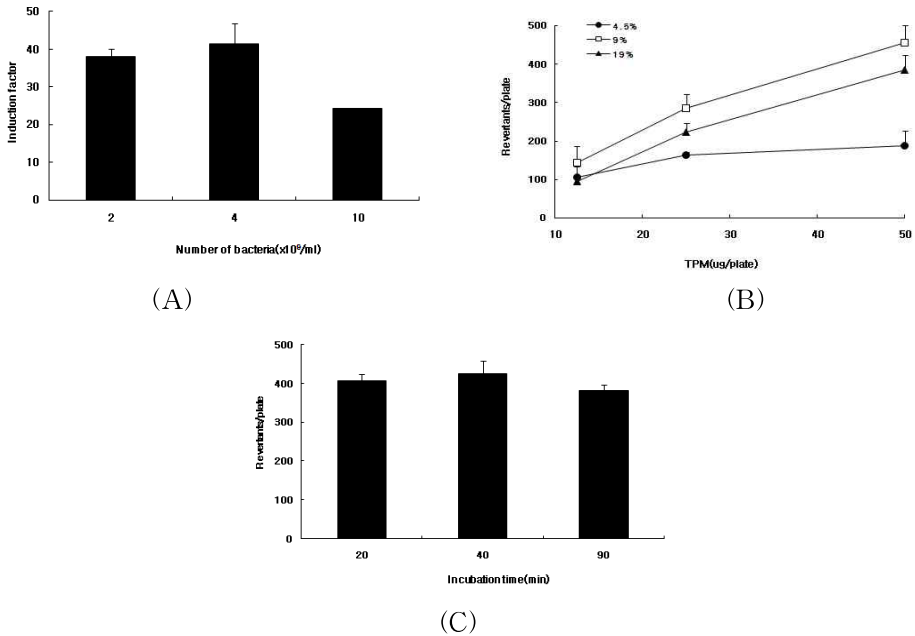 50
40
30
20
10
0
Induction factor
2 4 10
Number of bacteria(x10⁶/ml)
(A)
500
400
300
200
100
0
Revertants/plate
4.5%
9%
19%
10 20 30 40 50
TPM(ug/plate)
(B)
500
400
300
200
100
0
Revertants/plate
20 40 90
Incubation time(min)
(C)